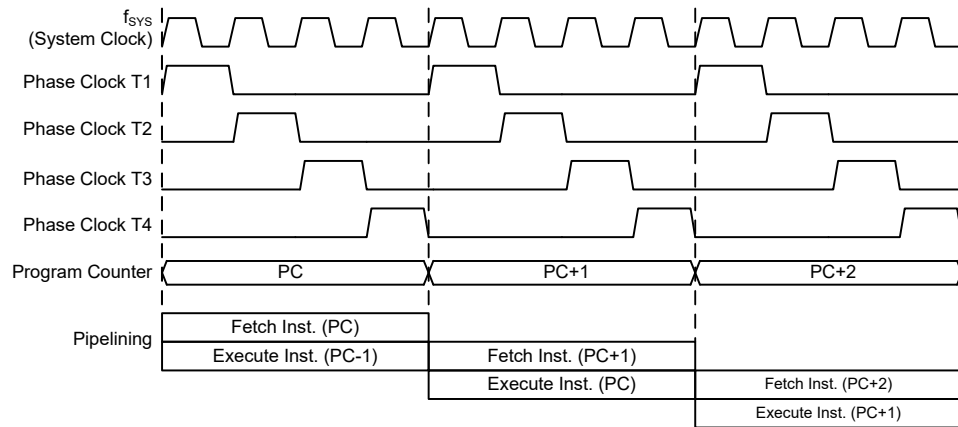 fSYS
(System Clock)
Phase Clock T1
Phase Clock T2
Phase Clock T3
Phase Clock T4
Program Counter PC PC+1 PC+2
Pipelining
Fetch Inst. (PC)
Execute Inst. (PC-1) Fetch Inst. (PC+1)
Execute Inst. (PC) Fetch Inst. (PC+2)
Execute Inst. (PC+1)